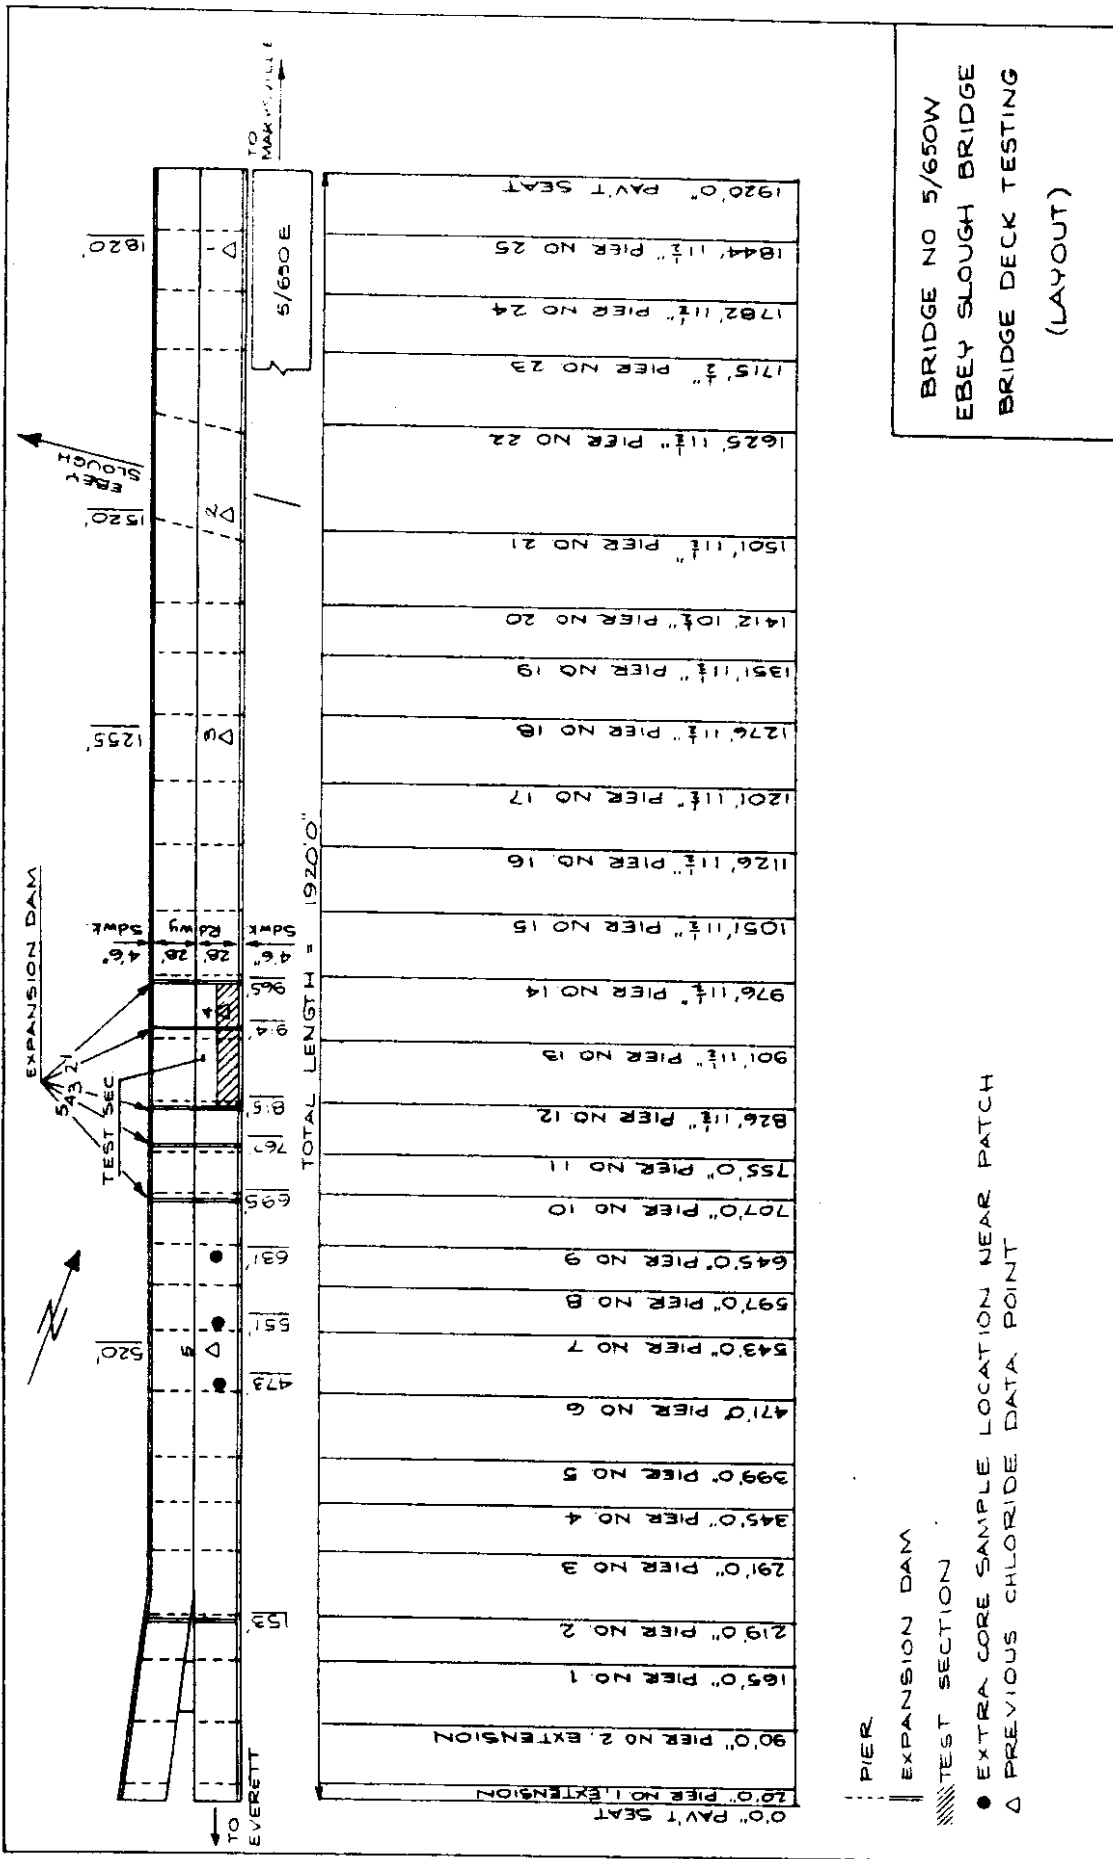 BRIDGE NO 5/650W
EBEY SLOUGH BRIDGE
BRIDGE DECK TESTING
(LAYOUT)
TO
EVERETT
TO
EBEY
SLOUGH
5/690E
EXPANSION DAM
5 4 3 2 1
TEST SEC.
520'
1255'
1520'
1820'
5
4
3
2
1
4'6" 28' 28' 4'6"
Sdwk. Rdwy Sdwk
153'
473'
551'
631'
695'
965'
TOTAL LENGTH = 1920'0"
0'0" PAV'T SEAT
20'0" PIER NO 1, EXTENSION
90'0" PIER NO 2, EXTENSION
165'0" PIER NO 1
219'0" PIER NO. 2
291'0" PIER NO 3
345'0" PIER NO. 4
399'0" PIER NO. 5
471'0" PIER NO 6
543'0" PIER NO 7
597'0" PIER NO 8
645'0" PIER NO 9
707'0" PIER NO 10
755'0" PIER NO 11
826'11½" PIER NO.12
901'11½" PIER NO 13
976'11½" PIER NO.14
1051'11½" PIER NO 15
1126'11½" PIER NO 16
1201'11½" PIER NO 17
1276'11½" PIER NO 18
1351'11½" PIER NO 19
PIER NO 20
1501'11½" PIER NO 21
1625'11½" PIER NO 22
1715'½" PIER NO 23
1782'11½" PIER NO 24
1844'11½" PIER NO 25
1920'0" PAV'T SEAT
PIER
EXPANSION DAM
TEST SECTION
EXTRA CORE SAMPLE LOCATION NEAR PATCH
PREVIOUS CHLORIDE DATA POINT